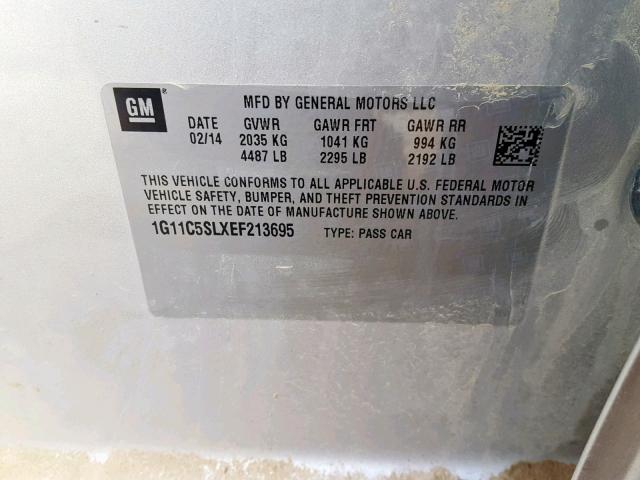 GM ®
MFD BY GENERAL MOTORS LLC
DATE GVWR GAWR FRT GAWR RR
02/14 2035 KG 1041 KG 994 KG
4487 LB 2295 LB 2192 LB
THIS VEHICLE CONFORMS TO ALL APPLICABLE U.S. FEDERAL MOTOR
VEHICLE SAFETY, BUMPER, AND THEFT PREVENTION STANDARDS IN
EFFECT ON THE DATE OF MANUFACTURE SHOWN ABOVE.
1G11C5SLXEF213695 TYPE: PASS CAR